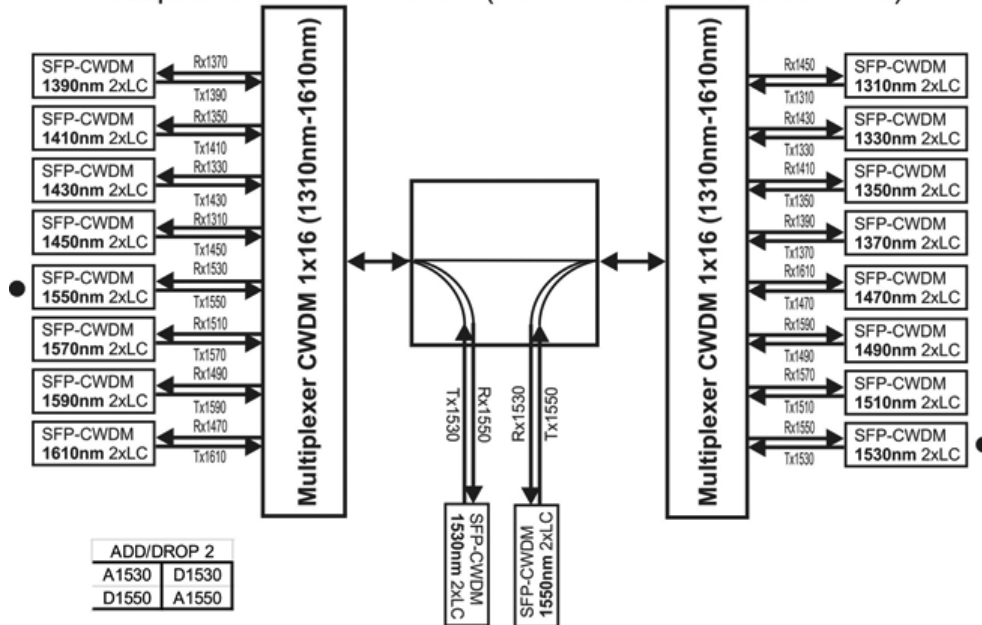 SFP-CWDM
1390nm 2xLC
Rx1370
Tx1390
SFP-CWDM
1410nm 2xLC
Rx1350
Tx1410
SFP-CWDM
1430nm 2xLC
Rx1330
Tx1430
SFP-CWDM
1450nm 2xLC
Rx1310
Tx1450
SFP-CWDM
1550nm 2xLC
Rx1530
Tx1550
SFP-CWDM
1570nm 2xLC
Rx1510
Tx1570
SFP-CWDM
1590nm 2xLC
Rx1490
Tx1590
SFP-CWDM
1610nm 2xLC
Rx1470
Tx1610
Multiplexer CWDM 1x16 (1310nm-1610nm)
Tx1530
Rx1550
Rx1530
Tx1550
SFP-CWDM
1530nm 2xLC
SFP-CWDM
1550nm 2xLC
Multiplexer CWDM 1x16 (1310nm-1610nm)
Rx1450
Tx1310
SFP-CWDM
1310nm 2xLC
Rx1430
Tx1330
SFP-CWDM
1330nm 2xLC
Rx1410
Tx1350
SFP-CWDM
1350nm 2xLC
Rx1390
Tx1370
SFP-CWDM
1370nm 2xLC
Rx1610
Tx1470
SFP-CWDM
1470nm 2xLC
Rx1590
Tx1490
SFP-CWDM
1490nm 2xLC
Rx1570
Tx1510
SFP-CWDM
1510nm 2xLC
Rx1550
Tx1530
SFP-CWDM
1530nm 2xLC
ADD/DROP 2
A1530 D1530
D1550 A1550